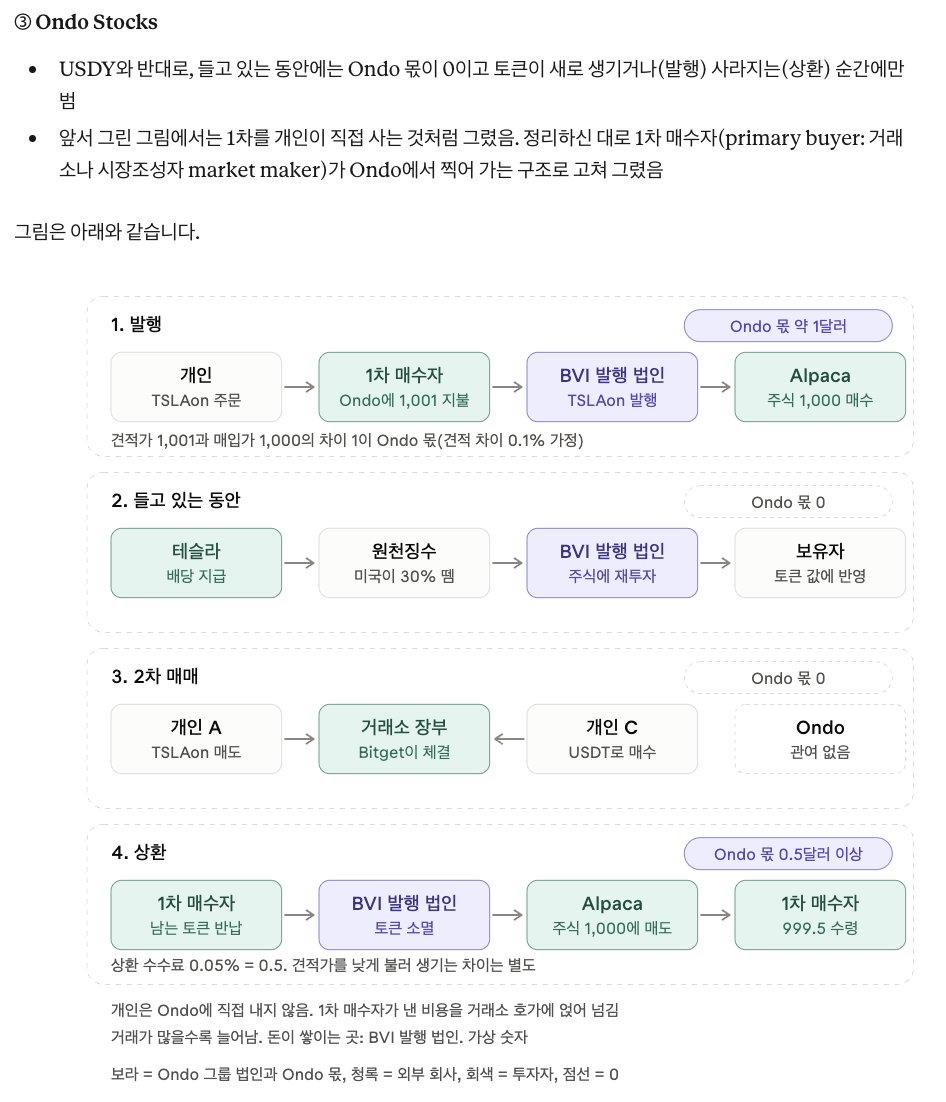 ③ Ondo Stocks
• USDY와 반대로, 들고 있는 동안에는 Ondo 몫이 0이고 토큰이 새로 생기거나(발행) 사라지는(상환) 순간에만
범
• 앞서 그린 그림에서는 1차를 개인이 직접 사는 것처럼 그렸음. 정리하신 대로 1차 매수자(primary buyer: 거래
소나 시장조성자 market maker)가 Ondo에서 찍어 가는 구조로 고쳐 그렸음
그림은 아래와 같습니다.
1. 발행
Ondo 몫 약 1달러
개인
TSLAon 주문
1차 매수자
Ondo에 1,001 지불
BVI 발행 법인
TSLAon 발행
Alpaca
주식 1,000 매수
견적가 1,001과 매입가 1,000의 차이 1이 Ondo 몫(견적 차이 0.1% 가정)
2. 들고 있는 동안
Ondo 몫 0
테슬라
배당 지급
원천징수
미국이 30% 뗌
BVI 발행 법인
주식에 재투자
보유자
토큰 값에 반영
3. 2차 매매
Ondo 몫 0
개인 A
TSLAon 매도
거래소 장부
Bitget이 체결
개인 C
USDT로 매수
Ondo
관여 없음
4. 상환
Ondo 몫 0.5달러 이상
1차 매수자
남는 토큰 반납
BVI 발행 법인
토큰 소멸
Alpaca
주식 1,000에 매도
1차 매수자
999.5 수령
상환 수수료 0.05% = 0.5. 견적가를 낮게 불러 생기는 차이는 별도
개인은 Ondo에 직접 내지 않음. 1차 매수자가 낸 비용을 거래소 호가에 얹어 넘김
거래가 많을수록 늘어남. 돈이 쌓이는 곳: BVI 발행 법인. 가상 숫자
보라 = Ondo 그룹 법인과 Ondo 몫, 청록 = 외부 회사, 회색 = 투자자, 점선 = 0